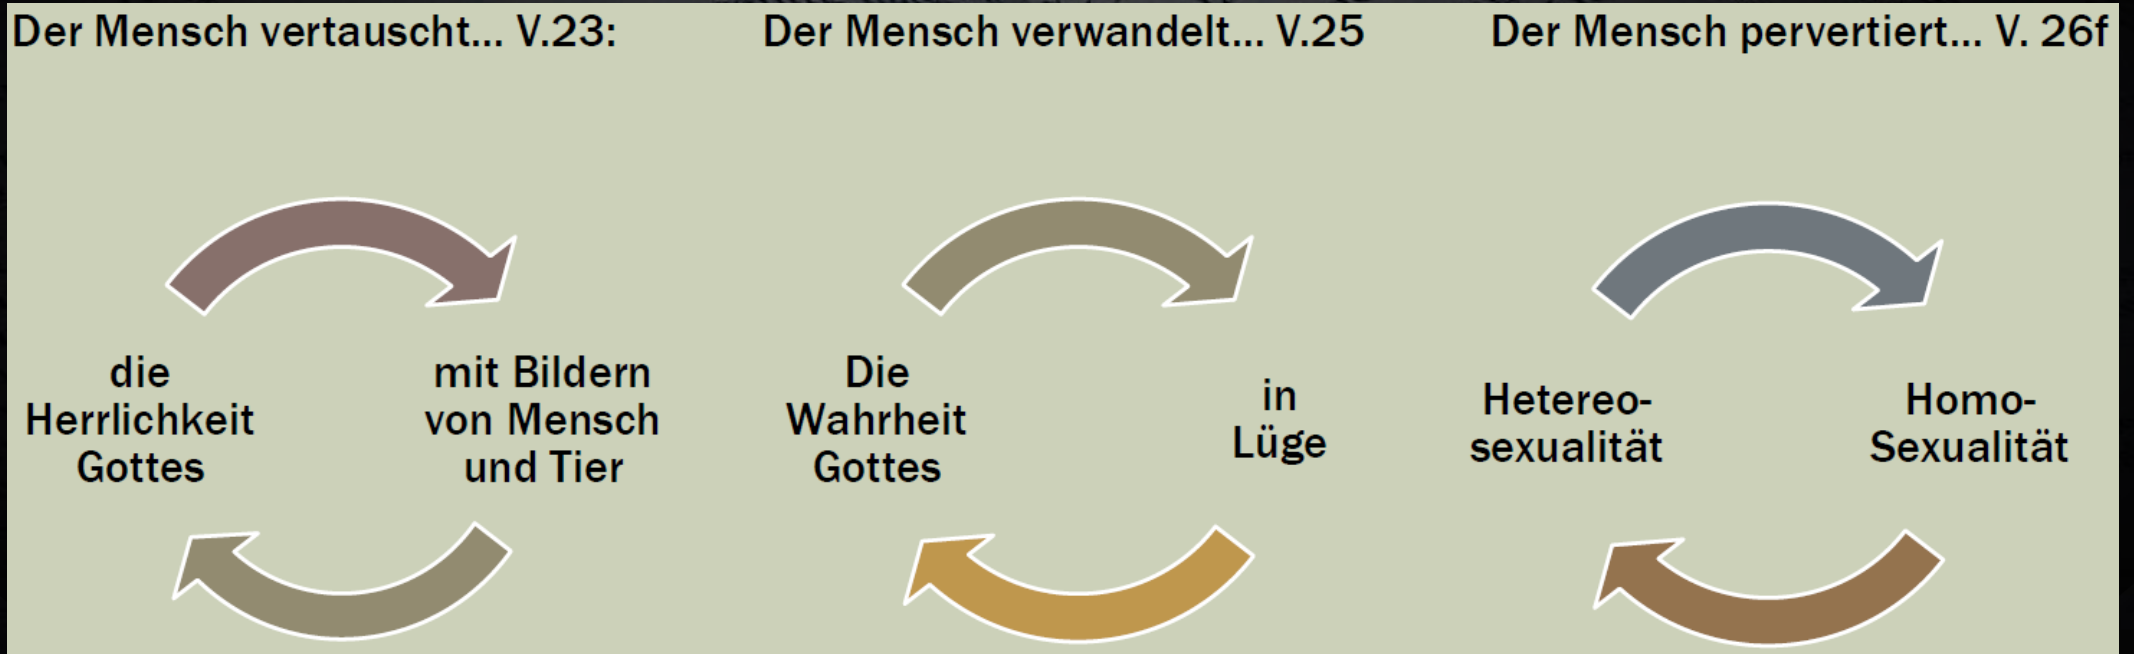 Der Mensch vertauscht... V.23:
Der Mensch verwandelt... V.25
Der Mensch pervertiert... V. 26f
die
Herrlichkeit
Gottes
mit Bildern
von Mensch
und Tier
Die
Wahrheit
Gottes
in
Lüge
Hetereo-
sexualität
Homo-
Sexualität